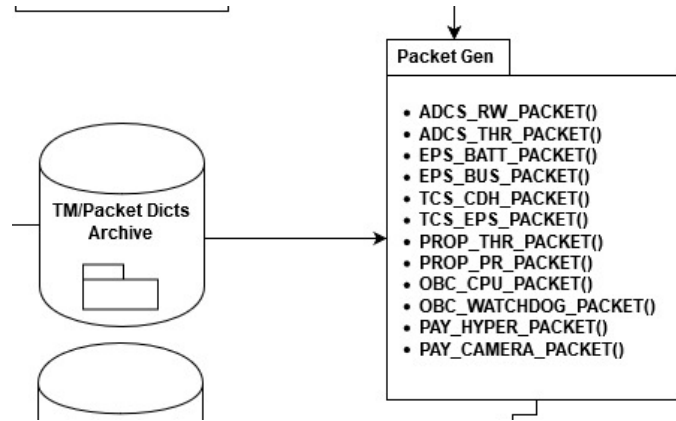 Packet Gen
• ADCS_RW_PACKET()
• ADCS_THR_PACKET()
• EPS_BATT_PACKET()
• EPS_BUS_PACKET()
• TCS_CDH_PACKET()
• TCS_EPS_PACKET()
• PROP_THR_PACKET()
• PROP_PR_PACKET()
• OBC_CPU_PACKET()
• OBC_WATCHDOG_PACKET()
• PAY_HYPER_PACKET()
• PAY_CAMERA_PACKET()
TM/Packet Dicts
Archive